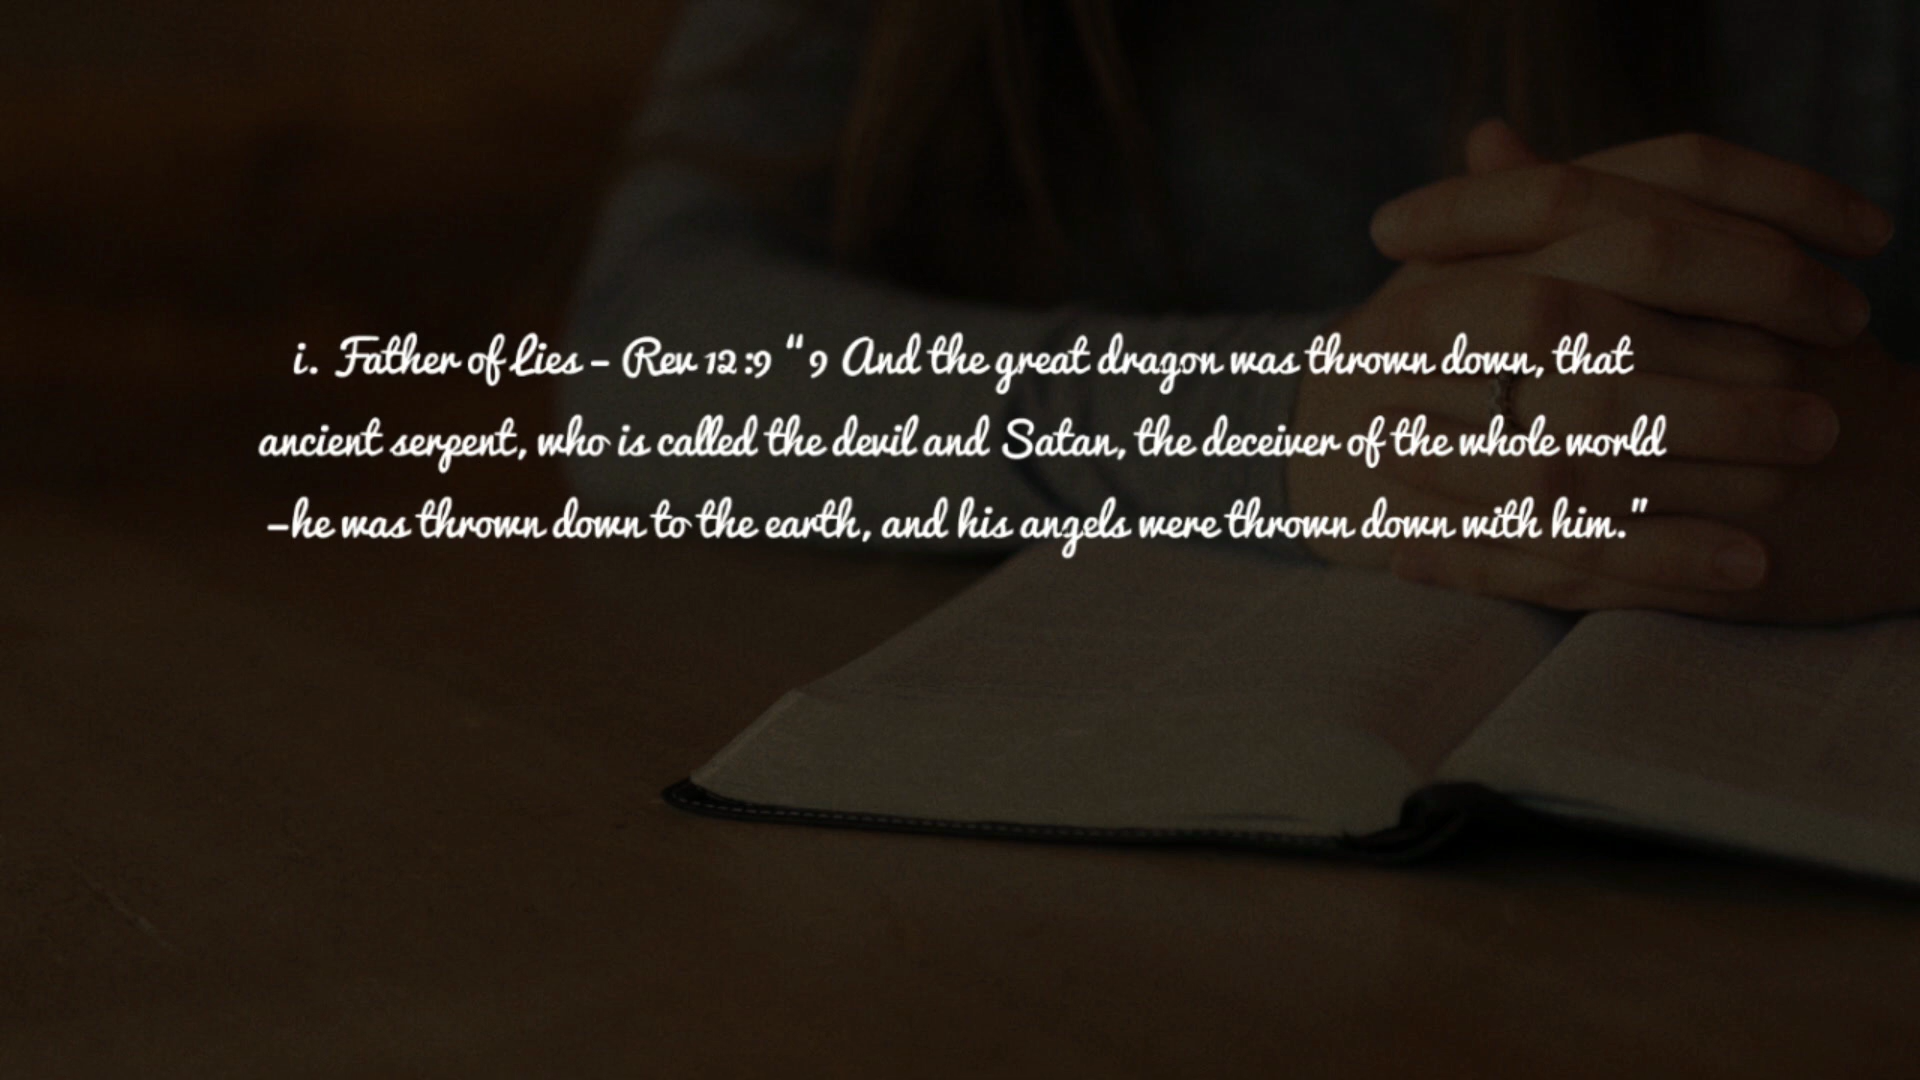 i. Father of Lies – Rev 12:9 “9 And the great dragon was thrown down, that
ancient serpent, who is called the devil and Satan, the deceiver of the whole world
–he was thrown down to the earth, and his angels were thrown down with him.”